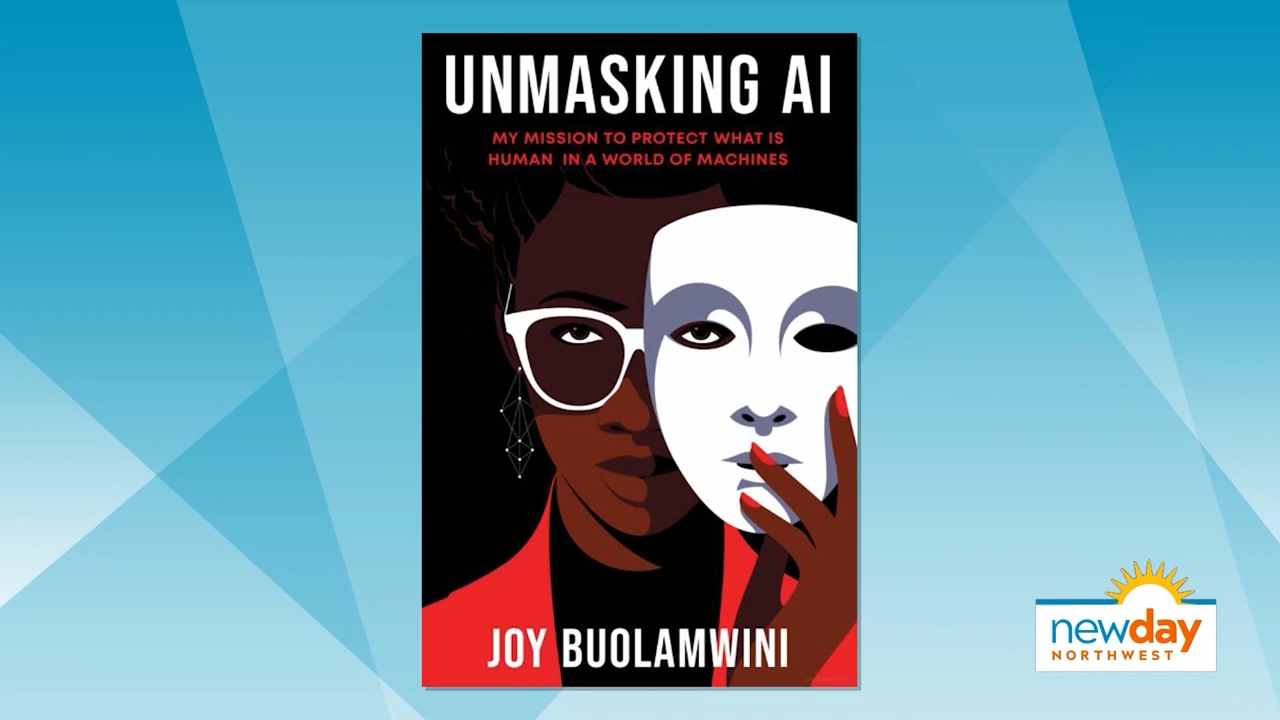 UNMASKING AI
MY MISSION TO PROTECT WHAT IS
HUMAN IN A WORLD OF MACHINES
JOY BUOLAMWINI
newday
NORTHWEST